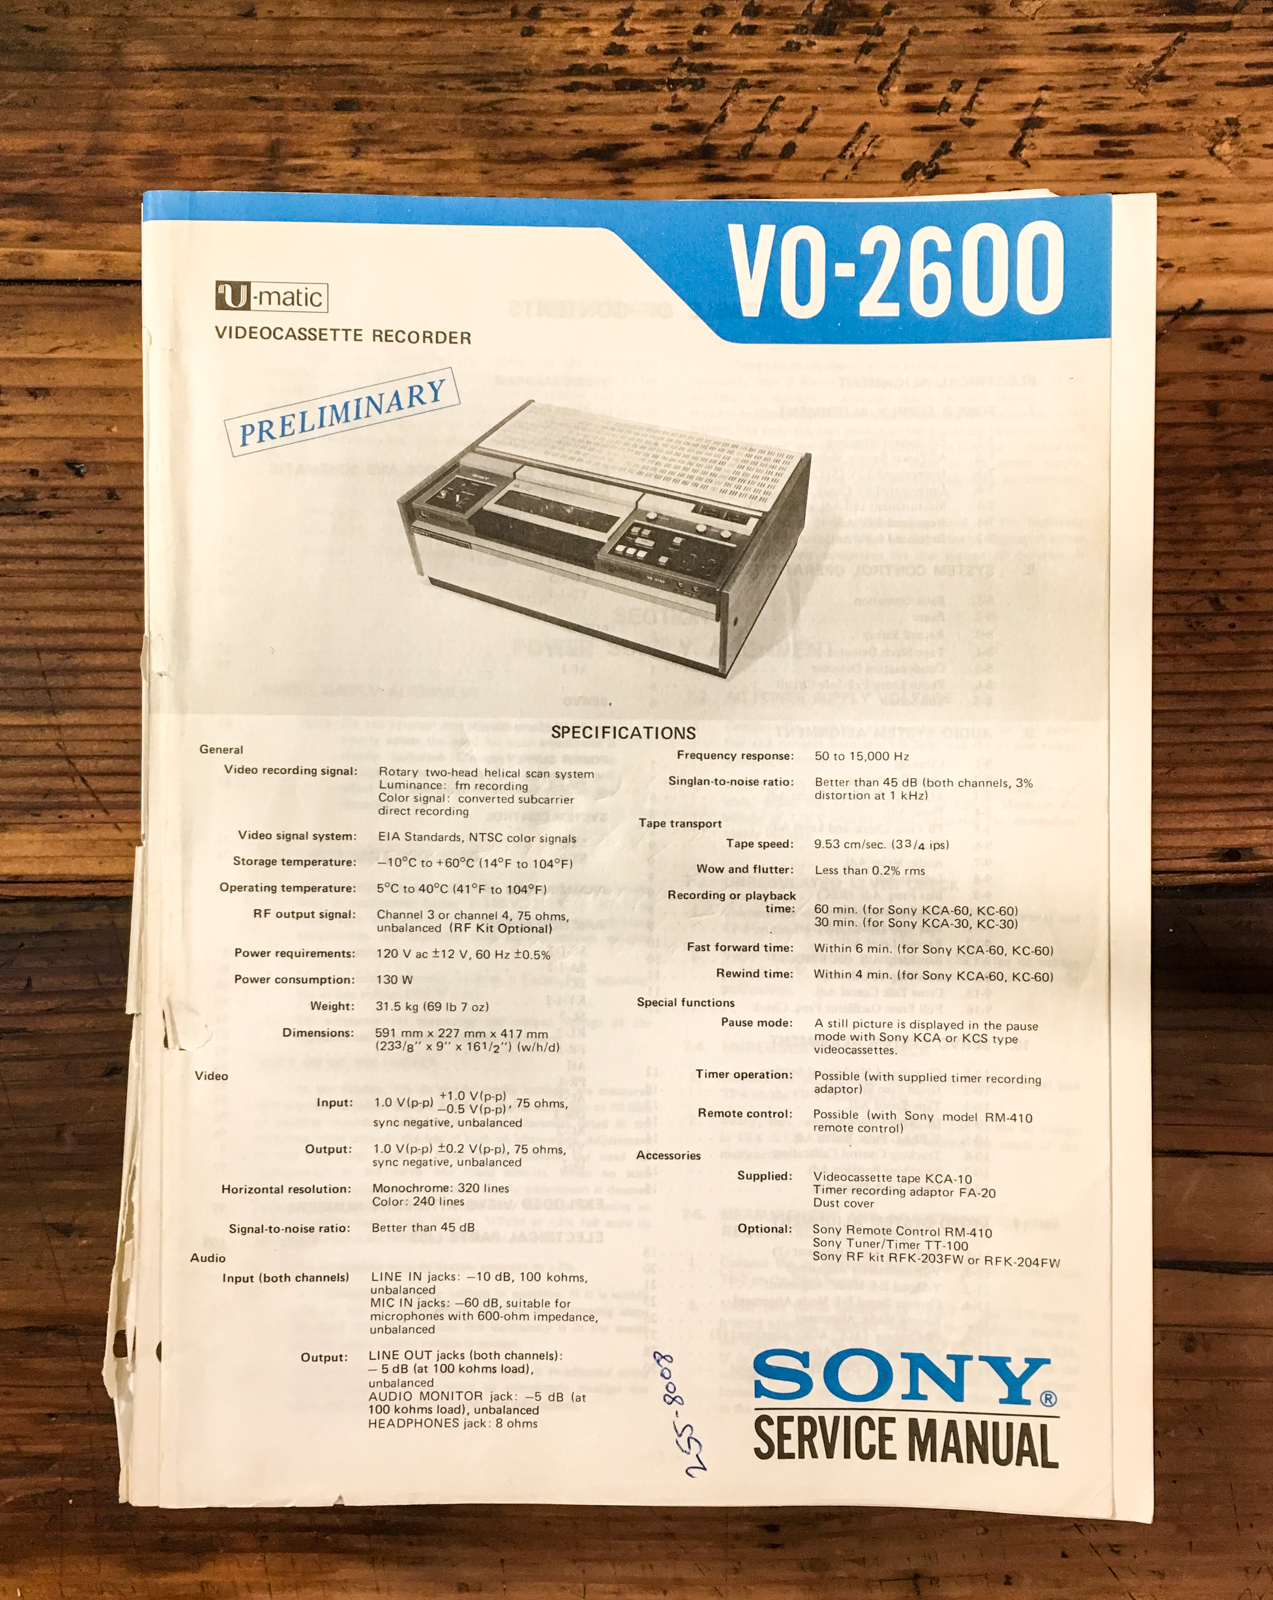 VO-2600
U-matic
VIDEOCASSETTE RECORDER
PRELIMINARY
SPECIFICATIONS
General
Video recording signal: Rotary two-head helical scan system
Luminance: fm recording
Color signal: converted subcarrier
direct recording
Video signal system: EIA Standards, NTSC color signals
Storage temperature: −10°C to +60°C (14°F to 104°F)
Operating temperature: 5°C to 40°C (41°F to 104°F)
RF output signal: Channel 3 or channel 4, 75 ohms,
unbalanced (RF Kit Optional)
Power requirements: 120 V ac ±12 V, 60 Hz ±0.5%
Power consumption: 130 W
Weight: 31.5 kg (69 lb 7 oz)
Dimensions: 591 mm x 227 mm x 417 mm
(233/8" x 9" x 161/2") (w/h/d)
Video
Input: 1.0 V(p-p) +1.0 V(p-p) −0.5 V(p-p), 75 ohms,
sync negative, unbalanced
Output: 1.0 V(p-p) ±0.2 V(p-p), 75 ohms,
sync negative, unbalanced
Horizontal resolution: Monochrome: 320 lines
Color: 240 lines
Signal-to-noise ratio: Better than 45 dB
Audio
Input (both channels) LINE IN jacks: −10 dB, 100 kohms,
unbalanced
MIC IN jacks: −60 dB, suitable for
microphones with 600-ohm impedance,
unbalanced
Output: LINE OUT jacks (both channels):
− 5 dB (at 100 kohms load),
unbalanced
AUDIO MONITOR jack: −5 dB (at
100 kohms load), unbalanced
HEADPHONES jack: 8 ohms
Frequency response: 50 to 15,000 Hz
Singlan-to-noise ratio: Better than 45 dB (both channels, 3%
distortion at 1 kHz)
Tape transport
Tape speed: 9.53 cm/sec. (33/4 ips)
Wow and flutter: Less than 0.2% rms
Recording or playback
time: 60 min. (for Sony KCA-60, KC-60)
30 min. (for Sony KCA-30, KC-30)
Fast forward time: Within 6 min. (for Sony KCA-60, KC-60)
Rewind time: Within 4 min. (for Sony KCA-60, KC-60)
Special functions
Pause mode: A still picture is displayed in the pause
mode with Sony KCA or KCS type
videocassettes.
Timer operation: Possible (with supplied timer recording
adaptor)
Remote control: Possible (with Sony model RM-410
remote control)
Accessories
Supplied: Videocassette tape KCA-10
Timer recording adaptor FA-20
Dust cover
Optional: Sony Remote Control RM-410
Sony Tuner/Timer TT-100
Sony RF kit RFK-203FW or RFK-204FW
255-8008
SONY®
SERVICE MANUAL